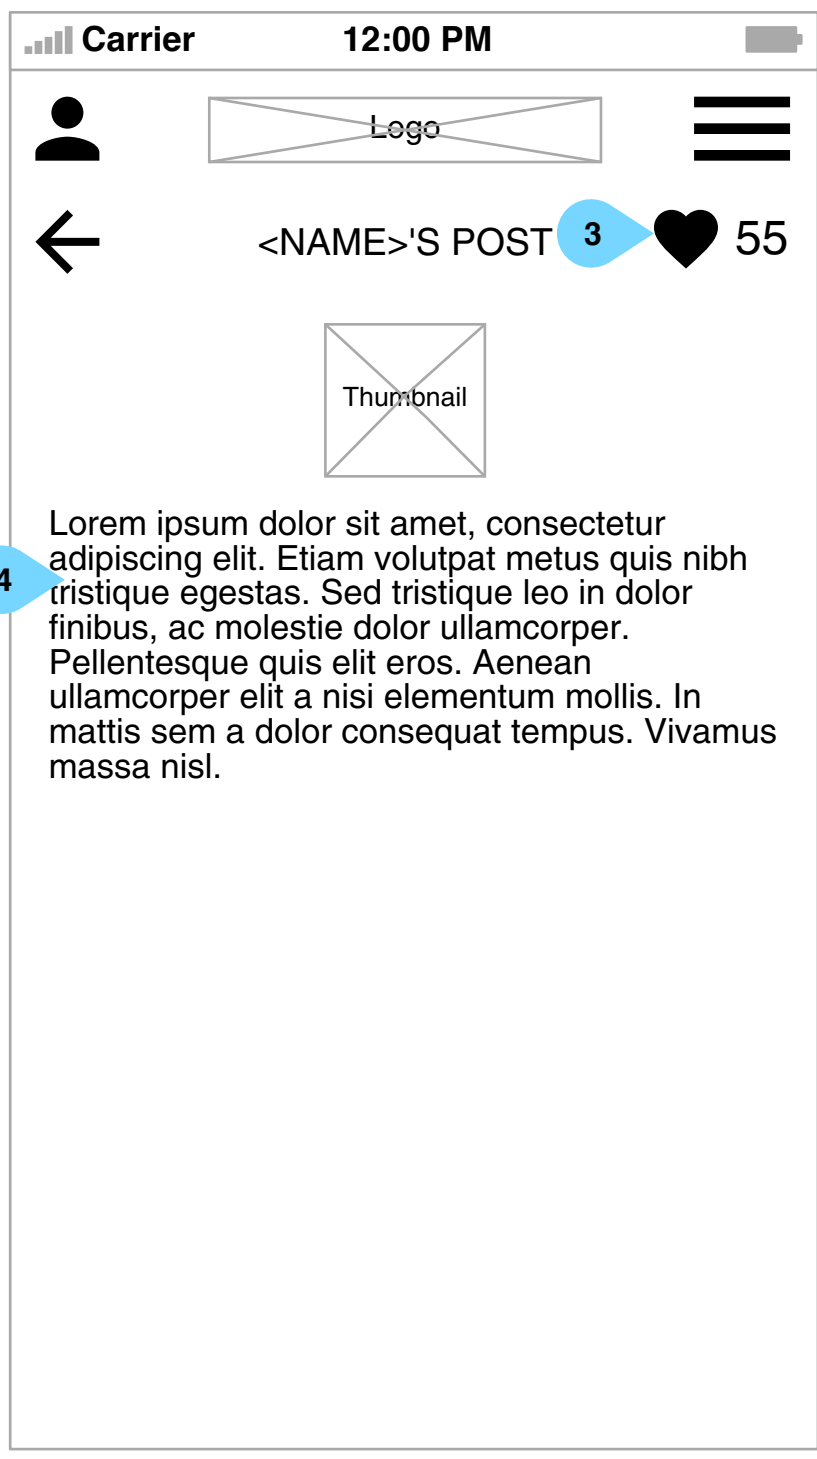 Carrier 12:00 PM
Logo
<NAME>'S POST 3 55
Thumbnail
Lorem ipsum dolor sit amet, consectetur
adipiscing elit. Etiam volutpat metus quis nibh
4
tristique egestas. Sed tristique leo in dolor
finibus, ac molestie dolor ullamcorper.
Pellentesque quis elit eros. Aenean
ullamcorper elit a nisi elementum mollis. In
mattis sem a dolor consequat tempus. Vivamus
massa nisl.